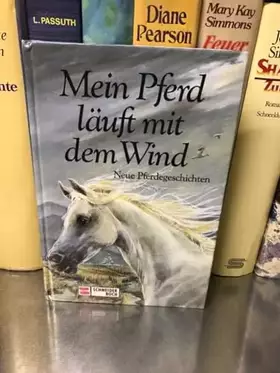 L. PASSUTH
Diane
Pearson
Mary Kay
Simmons
Feuer
Mein Pferd
läuft mit
dem Wind
Neue Pferdegeschichten
SCHNEIDER
BUCH